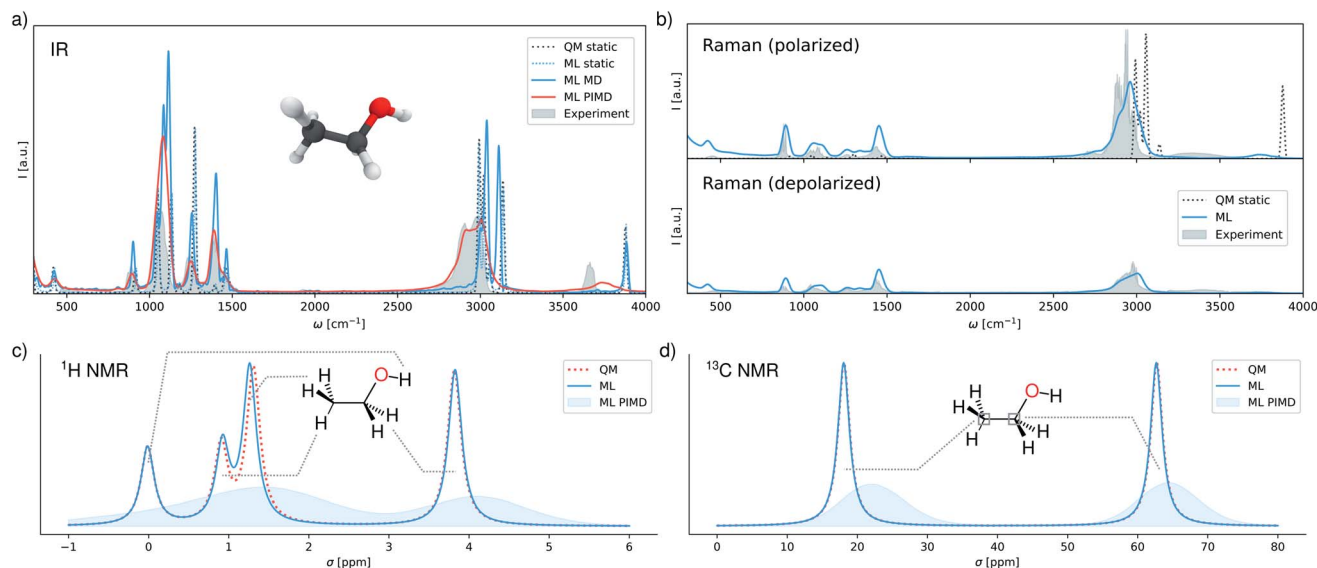 a)
IR
QM static
ML static
ML MD
ML PIMD
Experiment
I [a.u.]
500 1000 1500 2000 2500 3000 3500 4000
ω [cm⁻¹]
b)
Raman (polarized)
I [a.u.]
Raman (depolarized)
QM static
ML
Experiment
I [a.u.]
500 1000 1500 2000 2500 3000 3500 4000
ω [cm⁻¹]
c)
¹H NMR
QM
ML
ML PIMD
O H
H H
H H H
−1 0 1 2 3 4 5 6
σ [ppm]
d)
¹³C NMR
QM
ML
ML PIMD
O H
H H
H H H
0 10 20 30 40 50 60 70 80
σ [ppm]